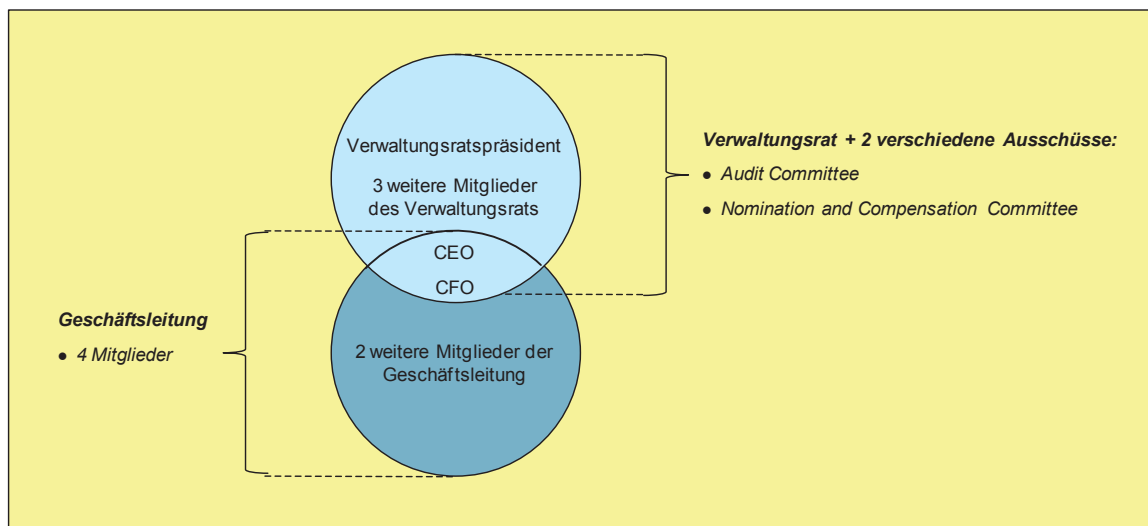 Verwaltungsratspräsident
3 weitere Mitglieder
des Verwaltungsrats
CEO
CFO
2 weitere Mitglieder der
Geschäftsleitung
Verwaltungsrat + 2 verschiedene Ausschüsse:
• Audit Committee
• Nomination and Compensation Committee
Geschäftsleitung
• 4 Mitglieder